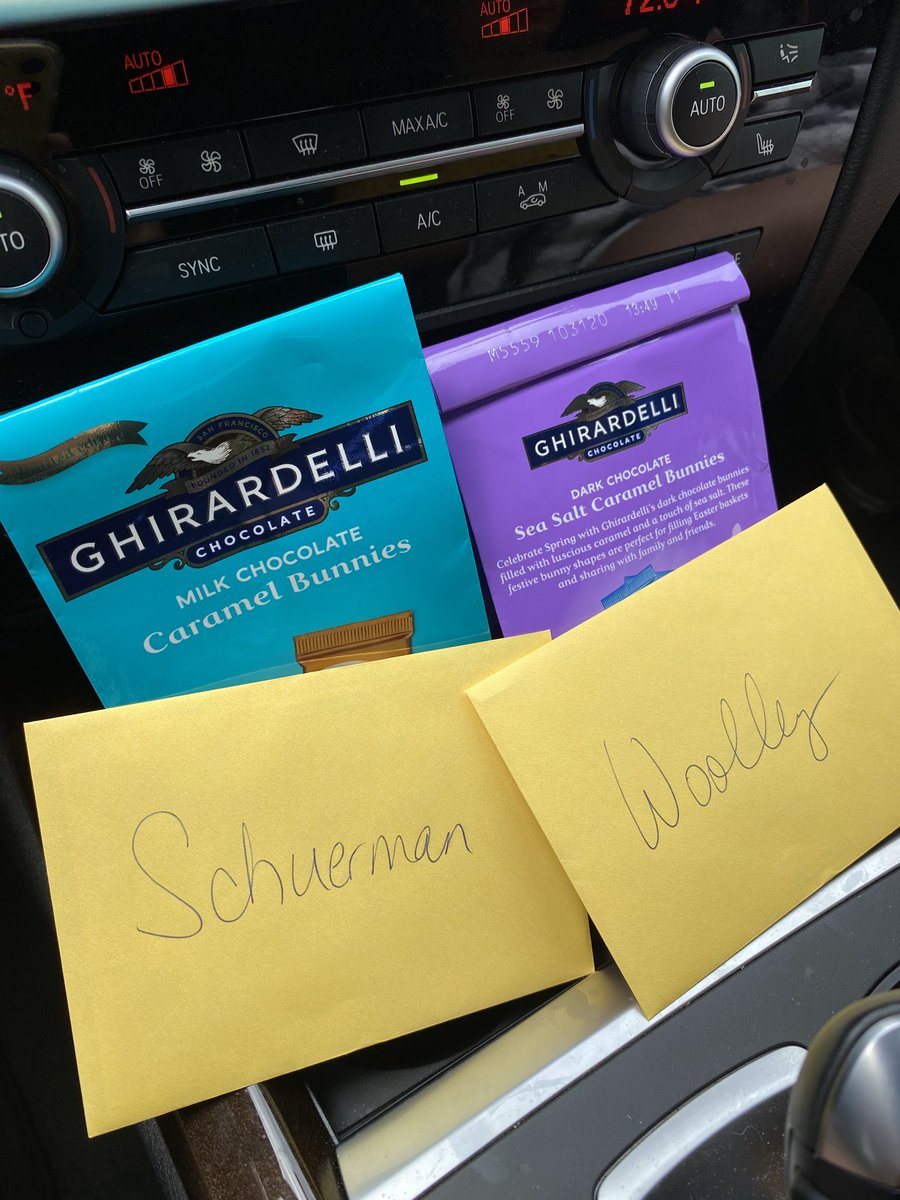 AUTO
AUTO
°F
OFF
MAX A/C
OFF
AUTO
SYNC
A/C
A M
SAN FRANCISCO
FOUNDED IN 1852
GHIRARDELLI
CHOCOLATE
MILK CHOCOLATE
Caramel Bunnies
M5559 103120 13:49 11
GHIRARDELLI
CHOCOLATE
DARK CHOCOLATE
Sea Salt Caramel Bunnies
Celebrate Spring with Ghirardelli's dark chocolate bunnies
filled with luscious caramel and a touch of sea salt. These
festive bunny shapes are perfect for filling Easter baskets
and sharing with family and friends.
Schuerman
Woolley